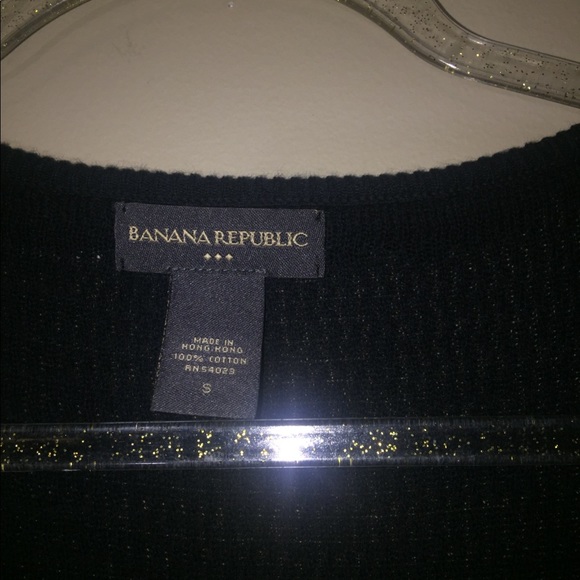 BANANA REPUBLIC
MADE IN
HONG KONG
100% COTTON
RN54023
S